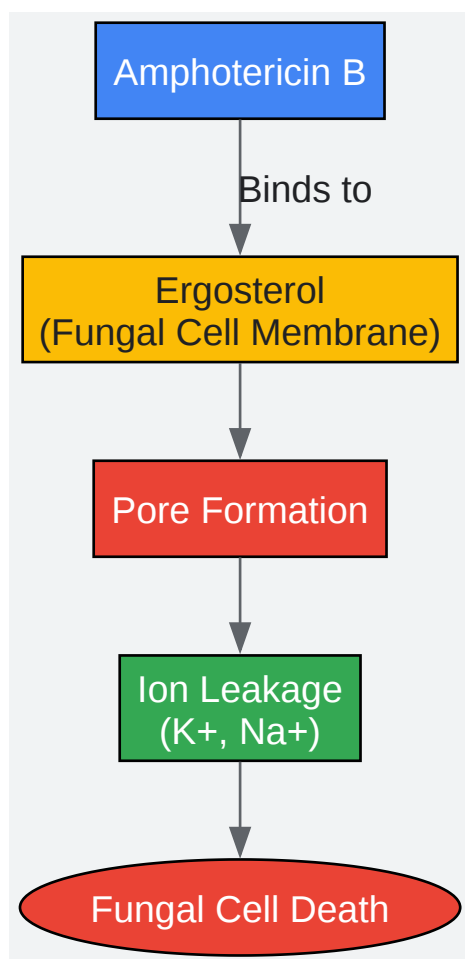 Amphotericin B
Binds to
Ergosterol
(Fungal Cell Membrane)
Pore Formation
Ion Leakage
(K+, Na+)
Fungal Cell Death